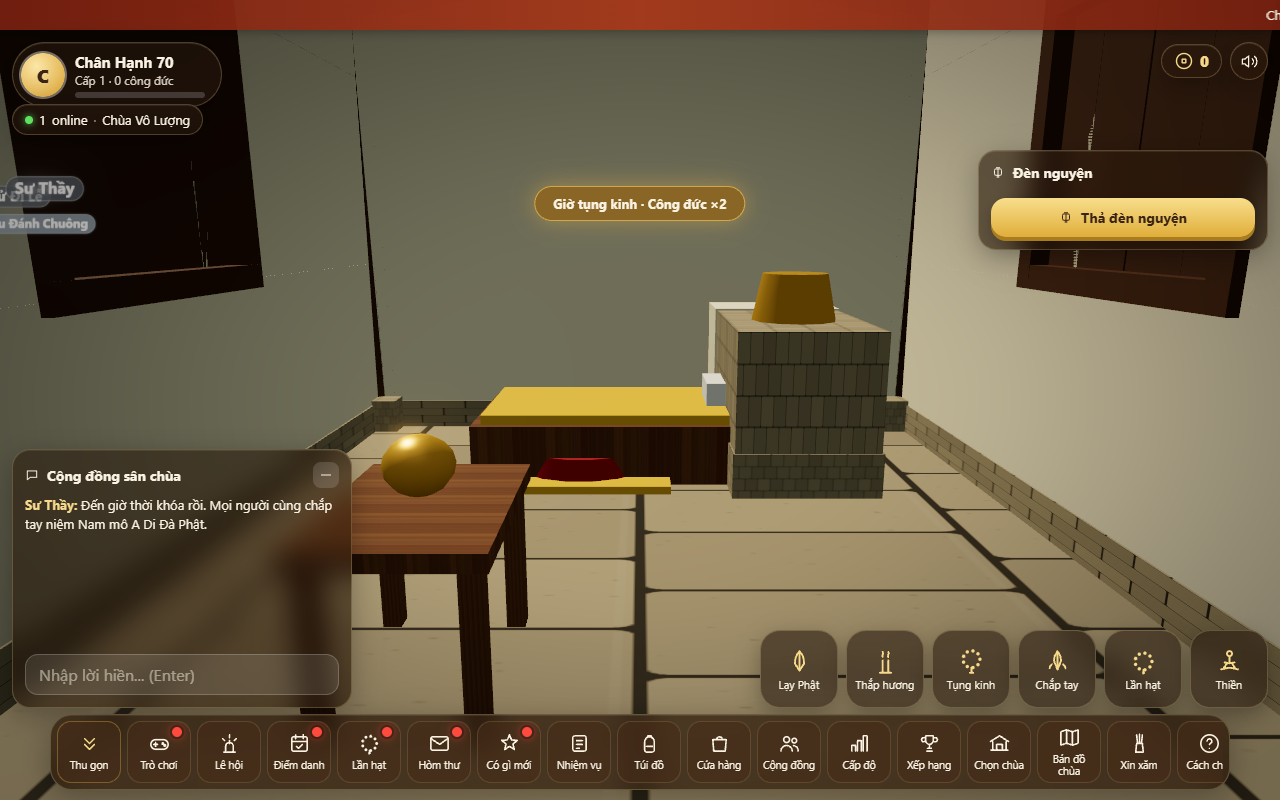 Ch
C
Chân Hạnh 70
Cấp 1 · 0 công đức
1 online · Chùa Vô Lượng
0
Sư Thầy
Đánh Chuông
Giờ tụng kinh · Công đức ×2
Đèn nguyện
Thả đèn nguyện
Cộng đồng sân chùa
Sư Thầy: Đến giờ thời khóa rồi. Mọi người cùng chắp
tay niệm Nam mô A Di Đà Phật.
Nhập lời hiền... (Enter)
Lạy Phật
Thắp hương
Tụng kinh
Chắp tay
Lần hạt
Thiền
Thu gọn
Trò chơi
Lễ hội
Điểm danh
Lần hạt
Hòm thư
Có gì mới
Nhiệm vụ
Túi đồ
Cửa hàng
Cộng đồng
Cấp độ
Xếp hạng
Chọn chùa
Bản đồ
chùa
Xin xăm
Cách ch